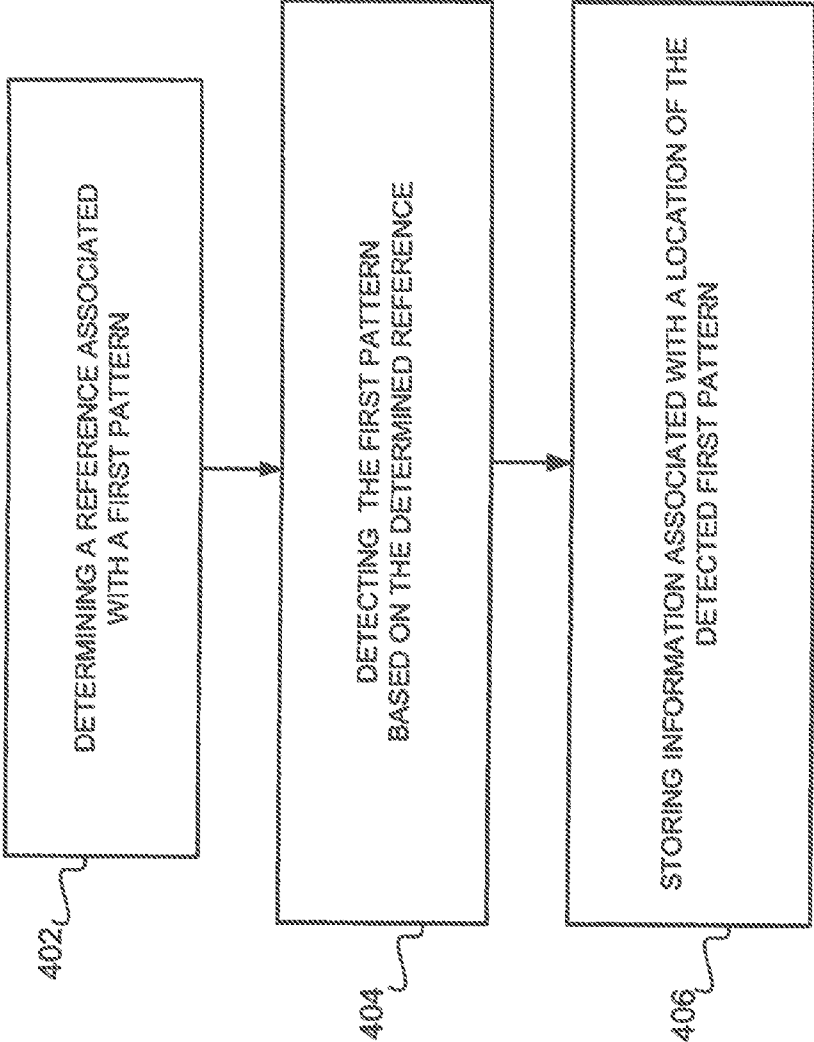 402
DETERMINING A REFERENCE ASSOCIATED
WITH A FIRST PATTERN
404
DETECTING THE FIRST PATTERN
BASED ON THE DETERMINED REFERENCE
406
STORING INFORMATION ASSOCIATED WITH A LOCATION OF THE
DETECTED FIRST PATTERN